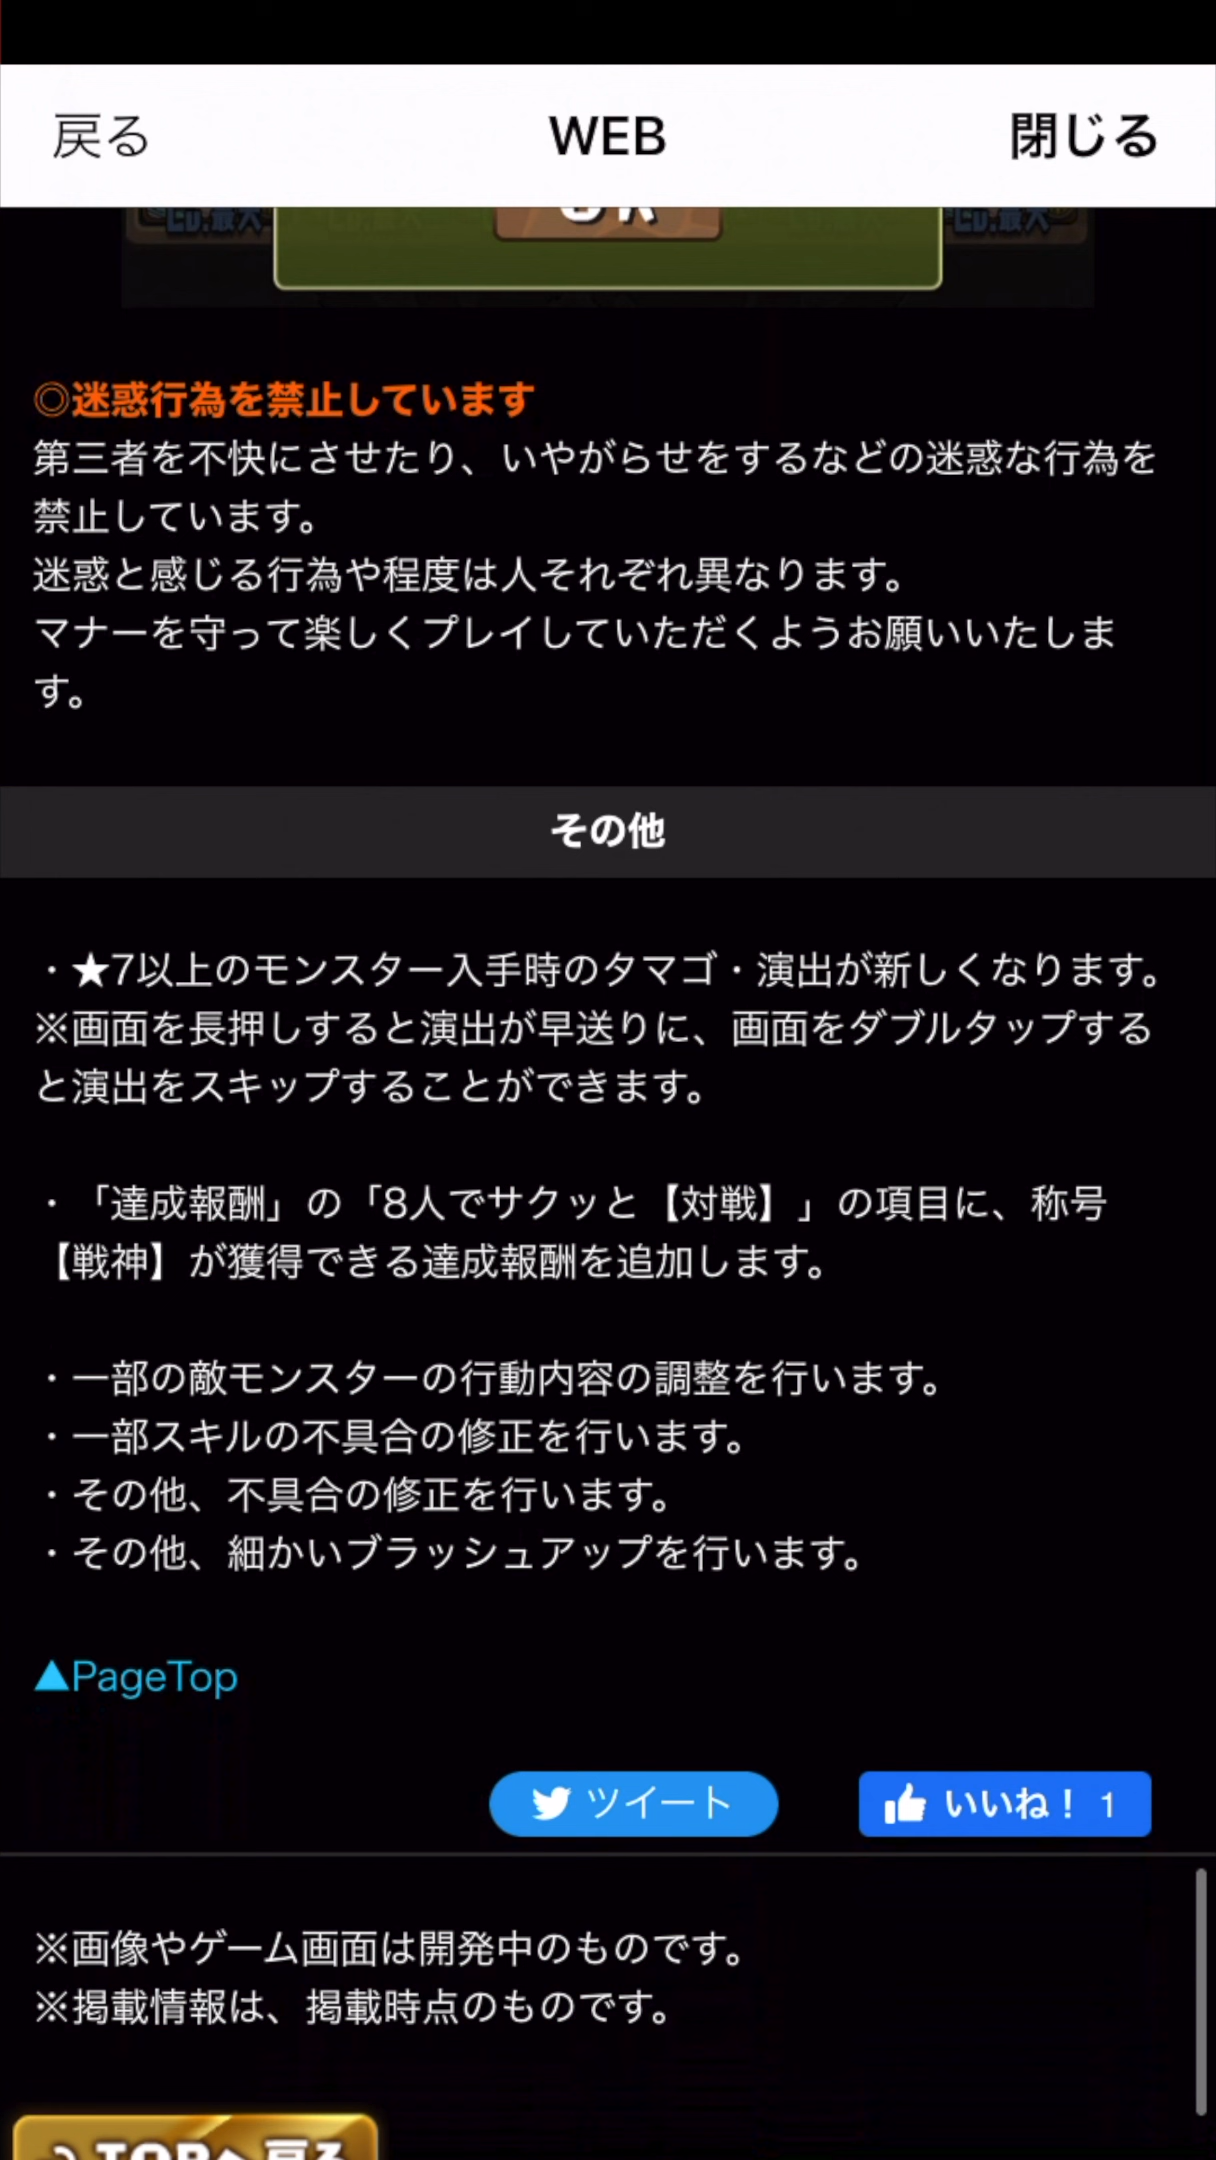 戻る
WEB
閉じる
Lv.最大
Lv.最大
OK
◎迷惑行為を禁止しています
第三者を不快にさせたり、いやがらせをするなどの迷惑な行為を
禁止しています。
迷惑と感じる行為や程度は人それぞれ異なります。
マナーを守って楽しくプレイしていただくようお願いいたしま
す。
その他
・★7以上のモンスター入手時のタマゴ・演出が新しくなります。
※画面を長押しすると演出が早送りに、画面をダブルタップする
と演出をスキップすることができます。
・「達成報酬」の「8人でサクッと【対戦】」の項目に、称号
【戦神】が獲得できる達成報酬を追加します。
・一部の敵モンスターの行動内容の調整を行います。
・一部スキルの不具合の修正を行います。
・その他、不具合の修正を行います。
・その他、細かいブラッシュアップを行います。
▲PageTop
ツイート
いいね！ 1
※画像やゲーム画面は開発中のものです。
※掲載情報は、掲載時点のものです。
TOPへ戻る